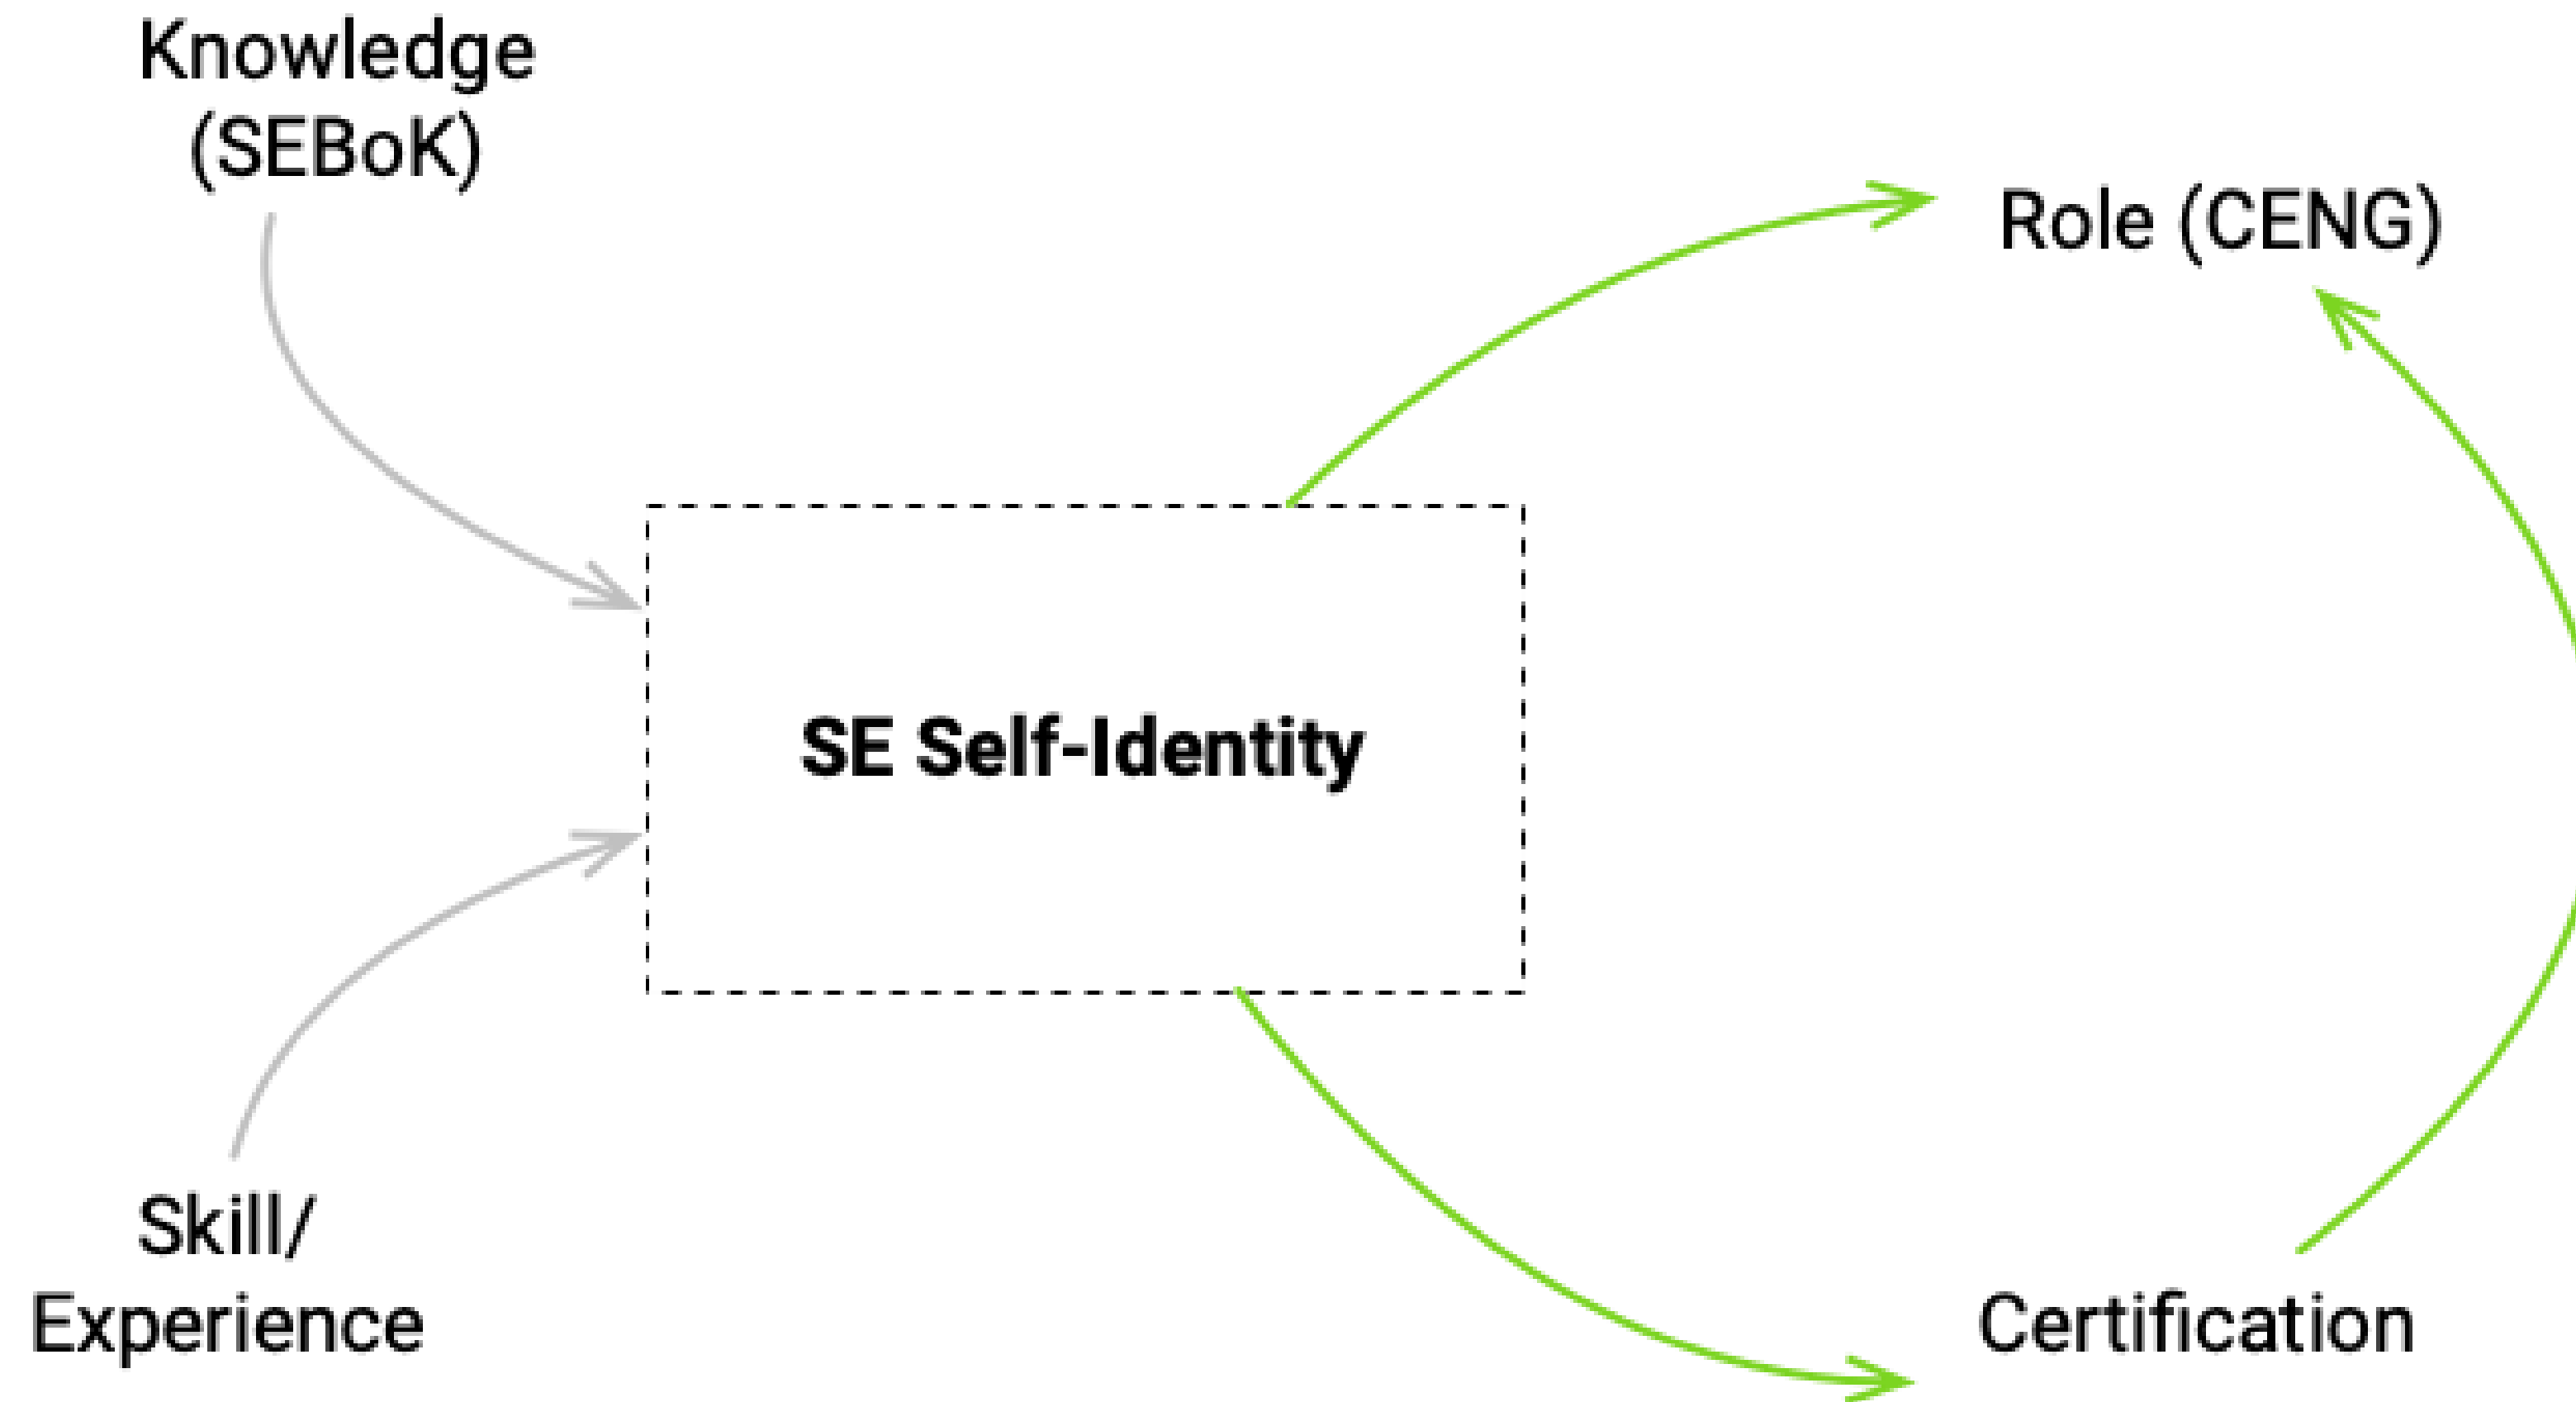 Knowledge
(SEBoK)
Role (CENG)
SE Self-Identity
Skill/
Experience
Certification